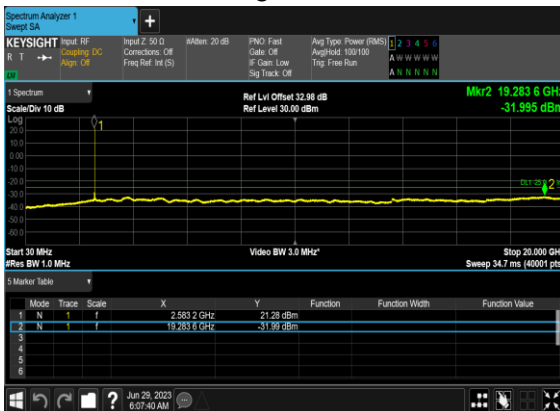 Spectrum Analyzer 1
Swept SA
+
KEYSIGHT Input: RF Input Z: 50 Ω #Atten: 20 dB PNO: Fast Avg Type: Power (RMS) 1 2 3 4 5 6
R T Coupling: DC Corrections: Off Gate: Off Avg|Hold: 100/100 A W W W W W
Align: Off Freq Ref: Int (S) IF Gain: Low Trig: Free Run
Sig Track: Off A N N N N N
1 Spectrum Ref Lvl Offset 32.98 dB Mkr2 19.283 6 GHz
Scale/Div 10 dB Ref Level 30.00 dBm -31.995 dBm
Log
1
20.0
10.0
0.00
-10.0
-20.0
2
-30.0
-40.0
-50.0
-60.0
Start 30 MHz Video BW 3.0 MHz* Stop 20.000 GH
#Res BW 1.0 MHz Sweep 34.7 ms (40001 pts
5 Marker Table
Mode Trace Scale X Y Function Function Width Function Value
1 N 1 f 2.583 2 GHz 21.28 dBm
2 N 1 f 19.283 6 GHz -31.99 dBm
3
4
5
6
? Jun 29, 2023
6:07:40 AM